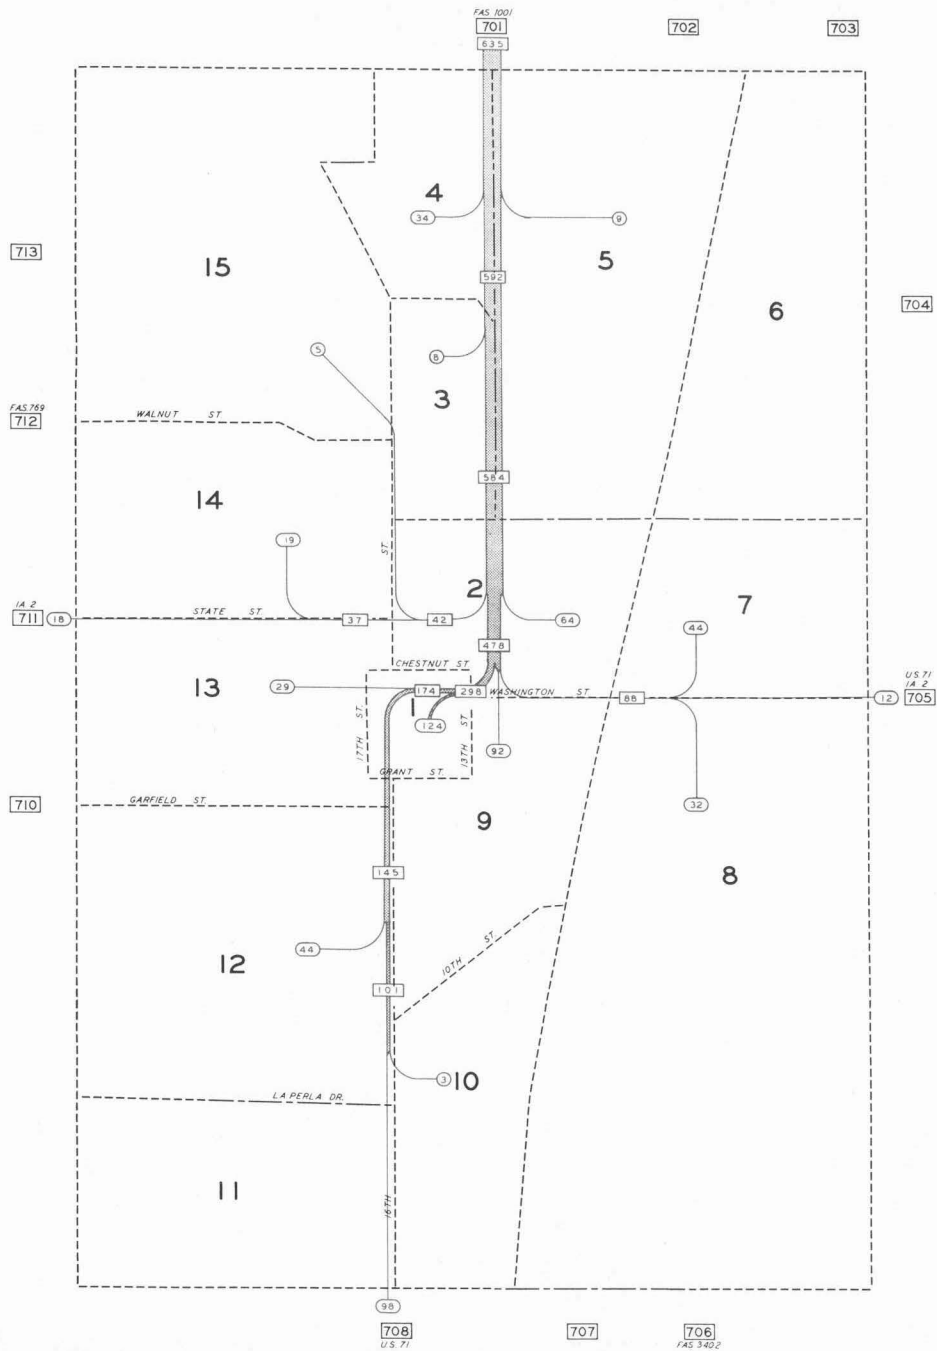 FAS 1001
701
702
703
635
4
34
9
713
15
592
5
6
704
5
8
3
FAS 769
712
WALNUT ST.
584
14
ST.
19
2
IA 2
711
18
STATE ST.
37
42
64
7
44
478
CHESTNUT ST.
13
29
174
298
WASHINGTON ST.
88
12
U.S. 71
IA 2
705
1
124
17TH ST.
13TH ST.
92
GRANT ST.
710
GARFIELD ST.
32
9
145
8
10TH ST.
44
12
101
3
10
LA PERLA DR.
11
16TH
98
708
U.S. 71
707
706
FAS 3402